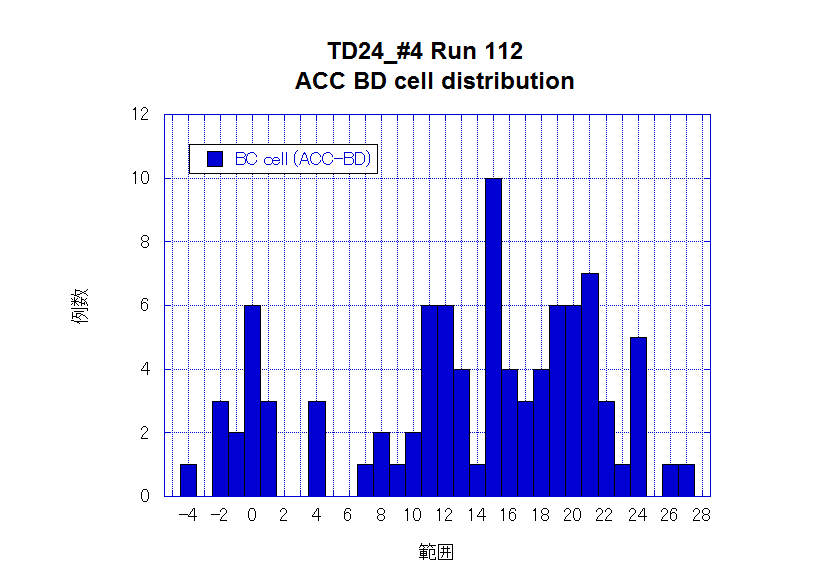 TD24_#4 Run 112
ACC BD cell distribution
12
BC cell (ACC-BD)
10
8
6
4
2
0
例数
-4 -2 0 2 4 6 8 10 12 14 16 18 20 22 24 26 28
範囲